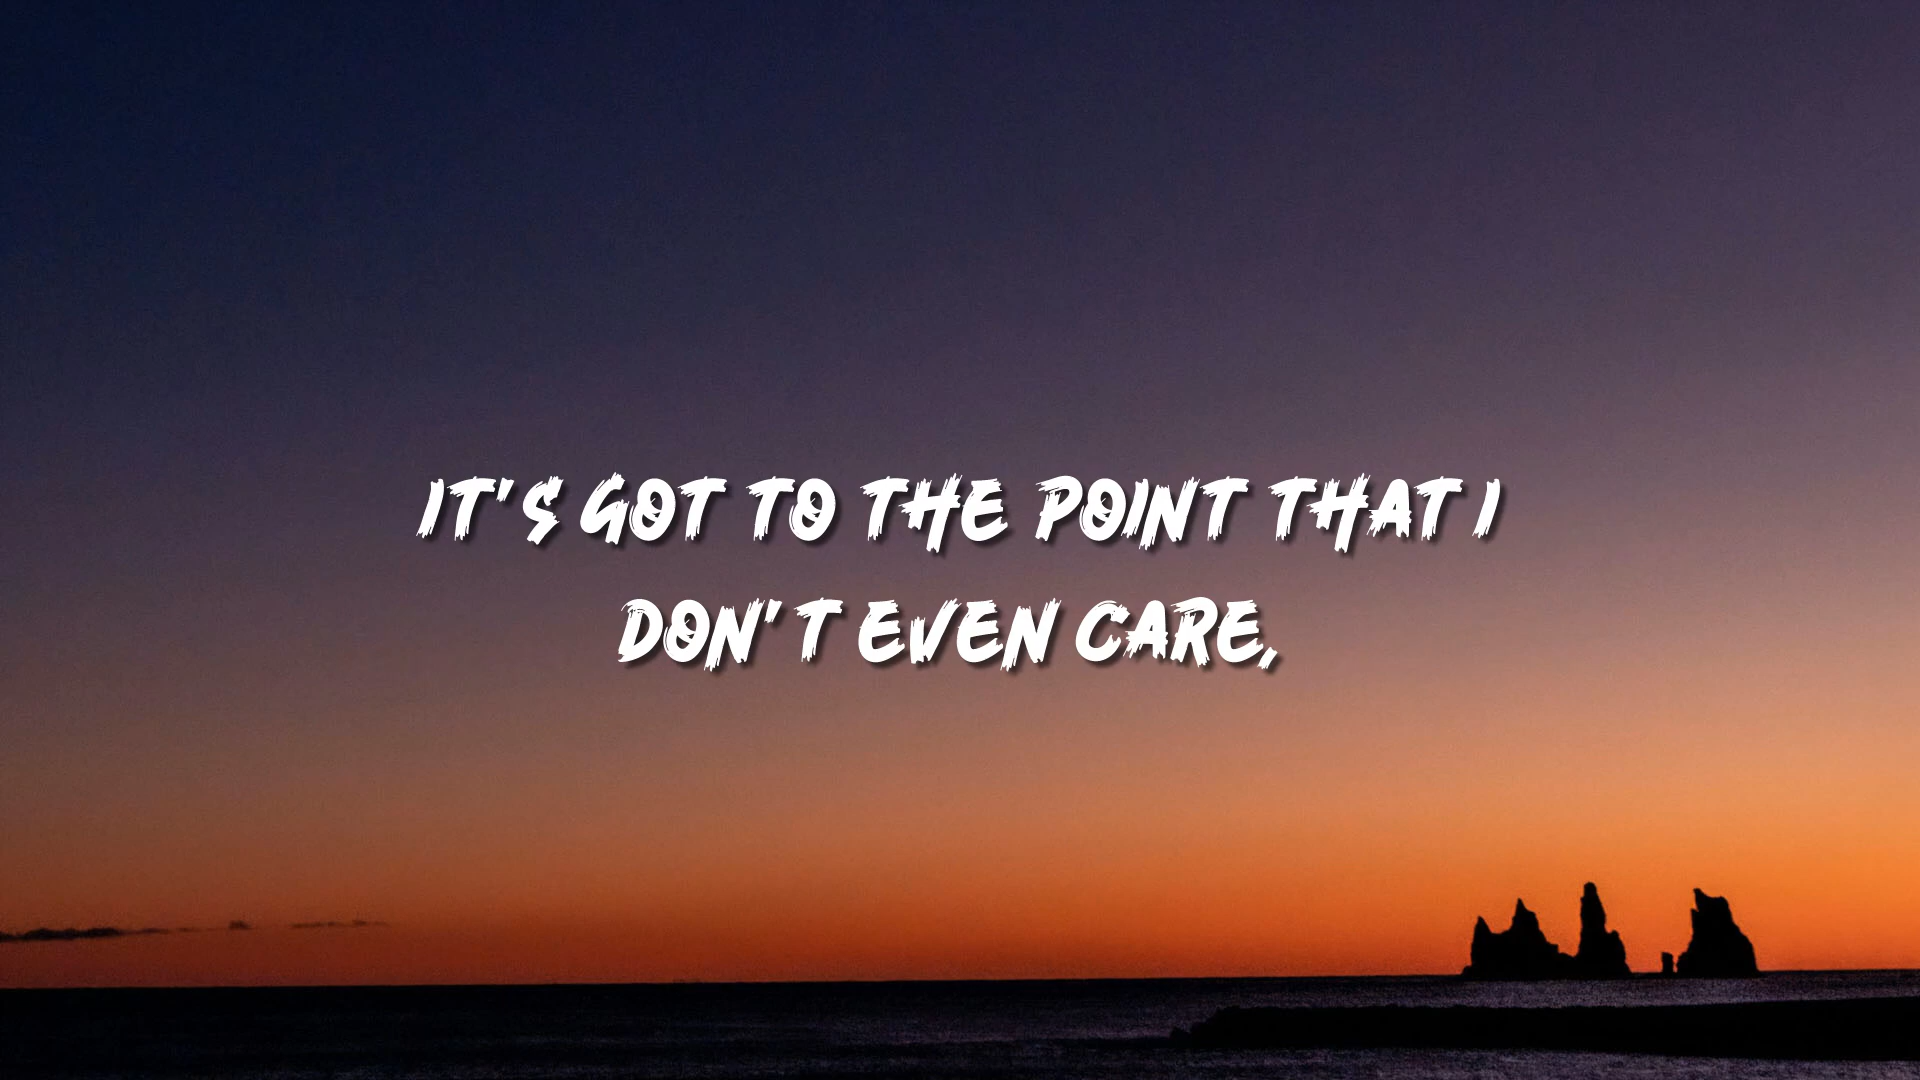 IT'S GOT TO THE POINT THAT I
DON'T EVEN CARE,